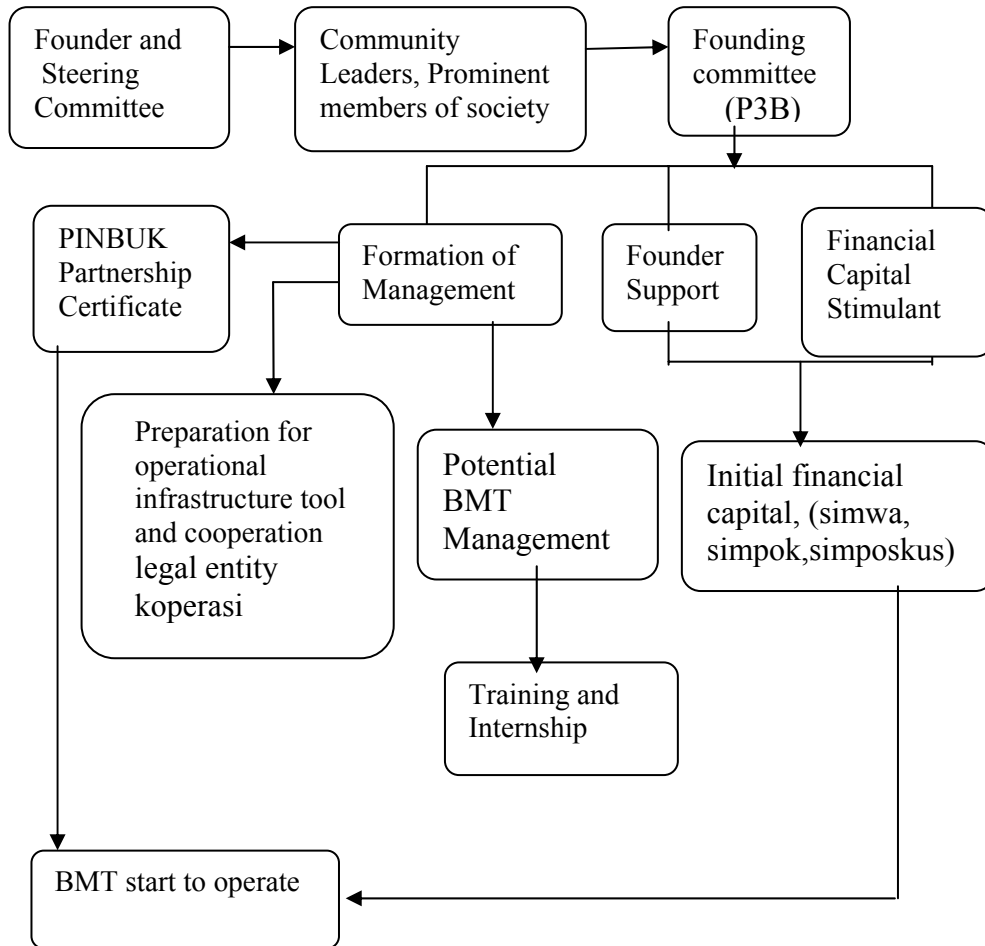 Founder and
Steering
Committee
Community
Leaders, Prominent
members of society
Founding
committee
(P3B)
PINBUK
Partnership
Certificate
Formation of
Management
Founder
Support
Financial
Capital
Stimulant
Preparation for
operational
infrastructure tool
and cooperation
legal entity
koperasi
Potential
BMT
Management
Initial financial
capital, (simwa,
simpok,simposkus)
Training and
Internship
BMT start to operate